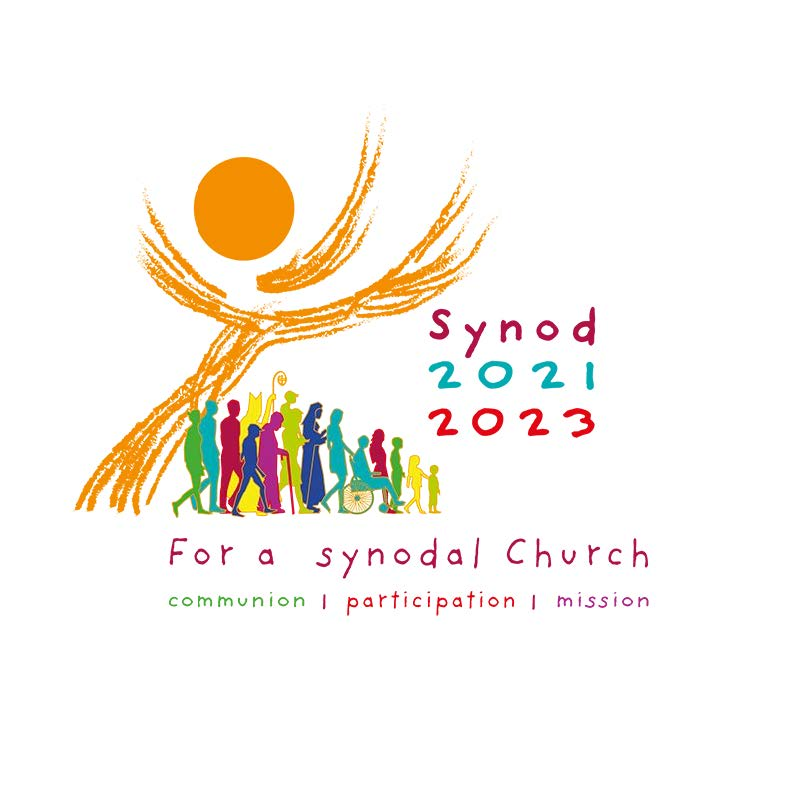 Synod
2021
2023
For a synodal Church
communion | participation | mission